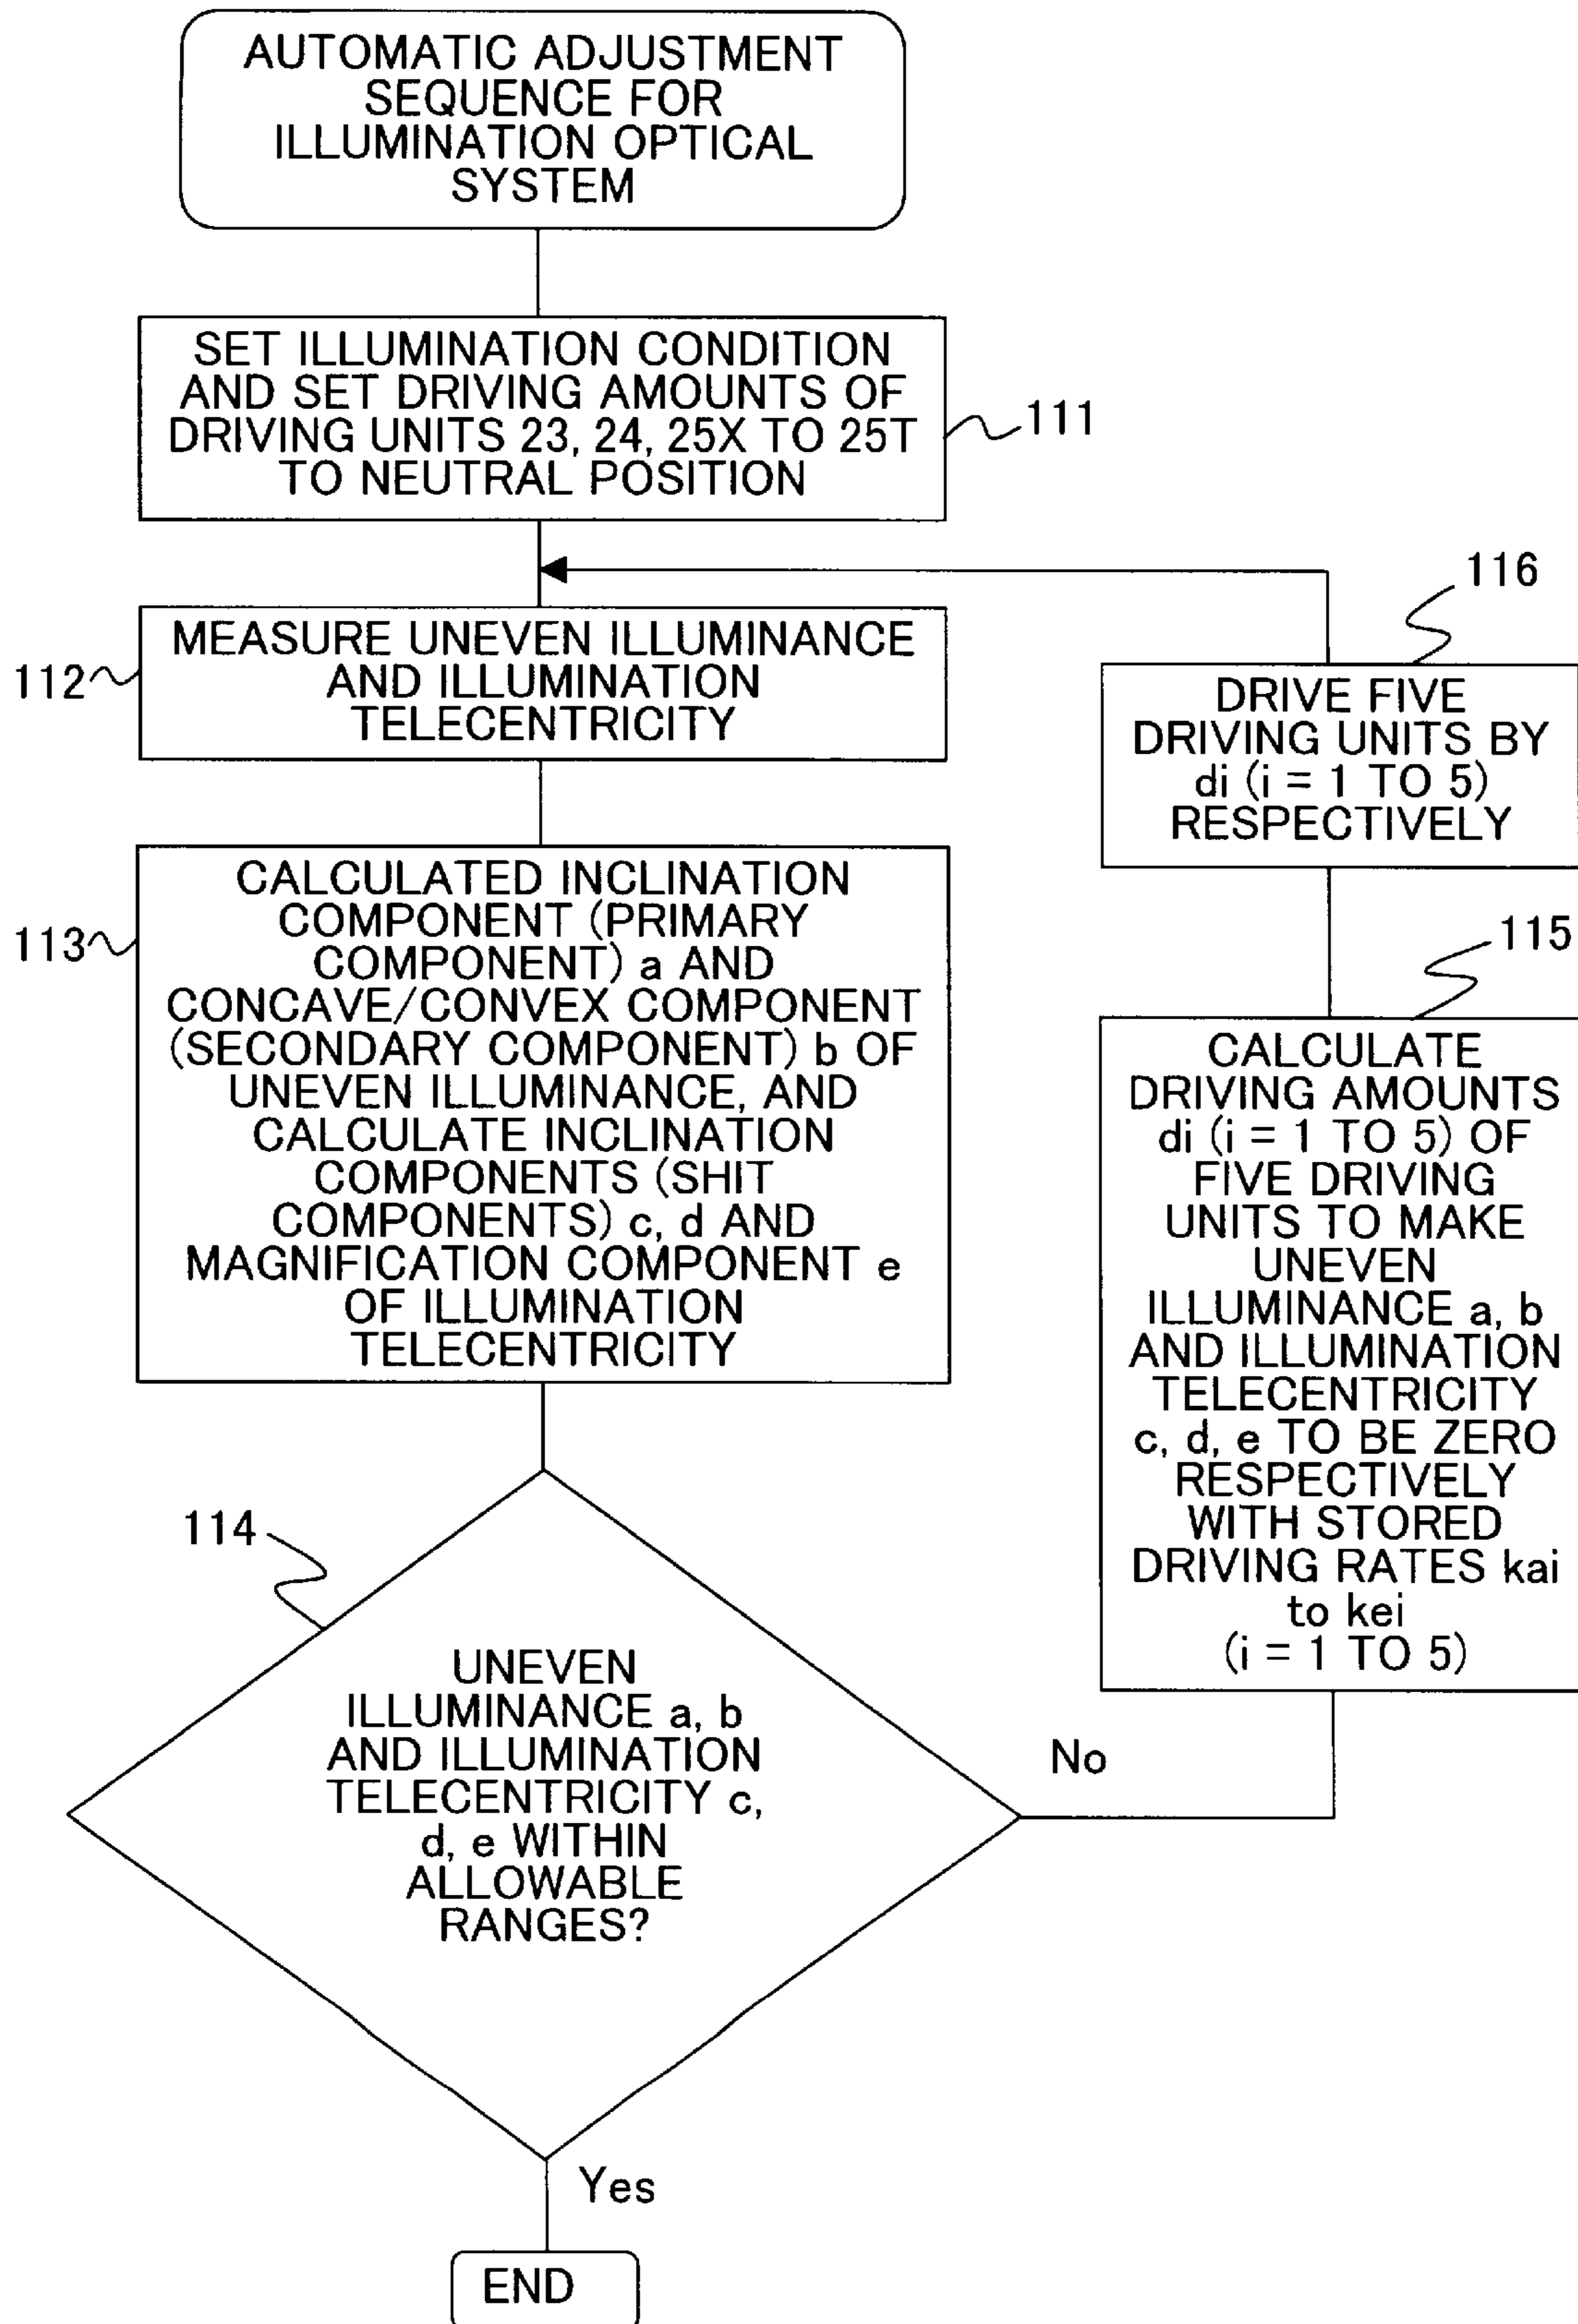 AUTOMATIC ADJUSTMENT
SEQUENCE FOR
ILLUMINATION OPTICAL
SYSTEM
SET ILLUMINATION CONDITION
AND SET DRIVING AMOUNTS OF
DRIVING UNITS 23, 24, 25X TO 25T
TO NEUTRAL POSITION
111
112
MEASURE UNEVEN ILLUMINANCE
AND ILLUMINATION
TELECENTRICITY
113
CALCULATED INCLINATION
COMPONENT (PRIMARY
COMPONENT) a AND
CONCAVE/CONVEX COMPONENT
(SECONDARY COMPONENT) b OF
UNEVEN ILLUMINANCE, AND
CALCULATE INCLINATION
COMPONENTS (SHIT
COMPONENTS) c, d AND
MAGNIFICATION COMPONENT e
OF ILLUMINATION
TELECENTRICITY
114
UNEVEN
ILLUMINANCE a, b
AND ILLUMINATION
TELECENTRICITY c,
d, e WITHIN
ALLOWABLE
RANGES?
No
115
CALCULATE
DRIVING AMOUNTS
di (i = 1 TO 5) OF
FIVE DRIVING
UNITS TO MAKE
UNEVEN
ILLUMINANCE a, b
AND ILLUMINATION
TELECENTRICITY
c, d, e TO BE ZERO
RESPECTIVELY
WITH STORED
DRIVING RATES kai
to kei
(i = 1 TO 5)
116
DRIVE FIVE
DRIVING UNITS BY
di (i = 1 TO 5)
RESPECTIVELY
Yes
END